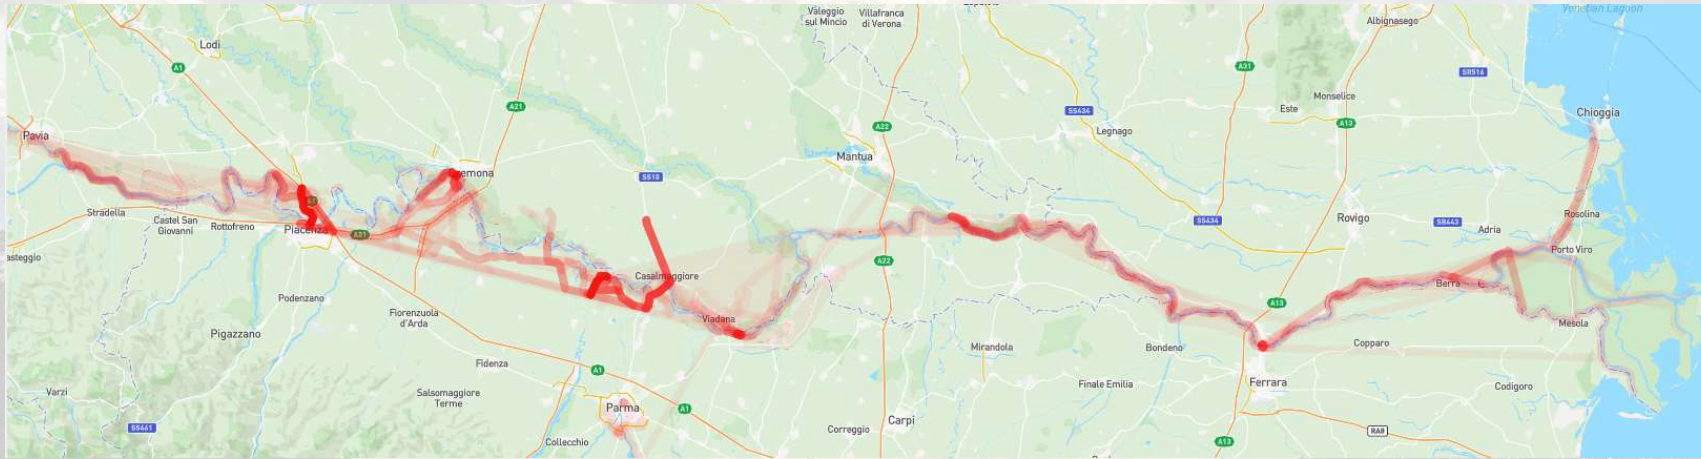 Valeggio
sul Mincio
Villafranca
di Verona
Albignasego
Venetian Lagoon
Lodi
A1
A21
A31
SR516
Monselice
Este
SS434
Legnago
A13
Chioggia
A22
Pavia
Mantua
Cremona
SS10
Stradella
Castel San
Giovanni
Rottofreno
A1
Piacenza
A21
SS434
Rovigo
SR443
Adria
Rosolina
Porto Viro
asteggio
A22
Casalmaggiore
Podenzano
Berra
A13
Fiorenzuola
d'Arda
Viadana
Mesola
Pigazzano
Mirandola
Bondeno
Copparo
Fidenza
A1
Ferrara
Finale Emilia
Codigoro
Varzi
Salsomaggiore
Terme
Parma
A1
Carpi
SS461
Correggio
RA8
Collecchio
A13